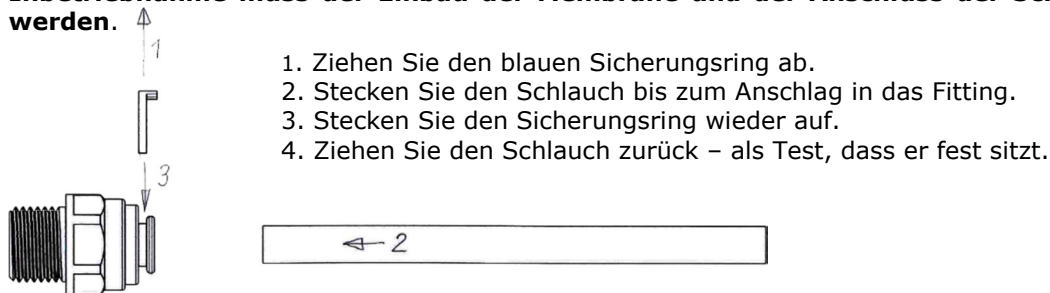 werden.
1
1. Ziehen Sie den blauen Sicherungsring ab.
2. Stecken Sie den Schlauch bis zum Anschlag in das Fitting.
3. Stecken Sie den Sicherungsring wieder auf.
4. Ziehen Sie den Schlauch zurück – als Test, dass er fest sitzt.
3
2